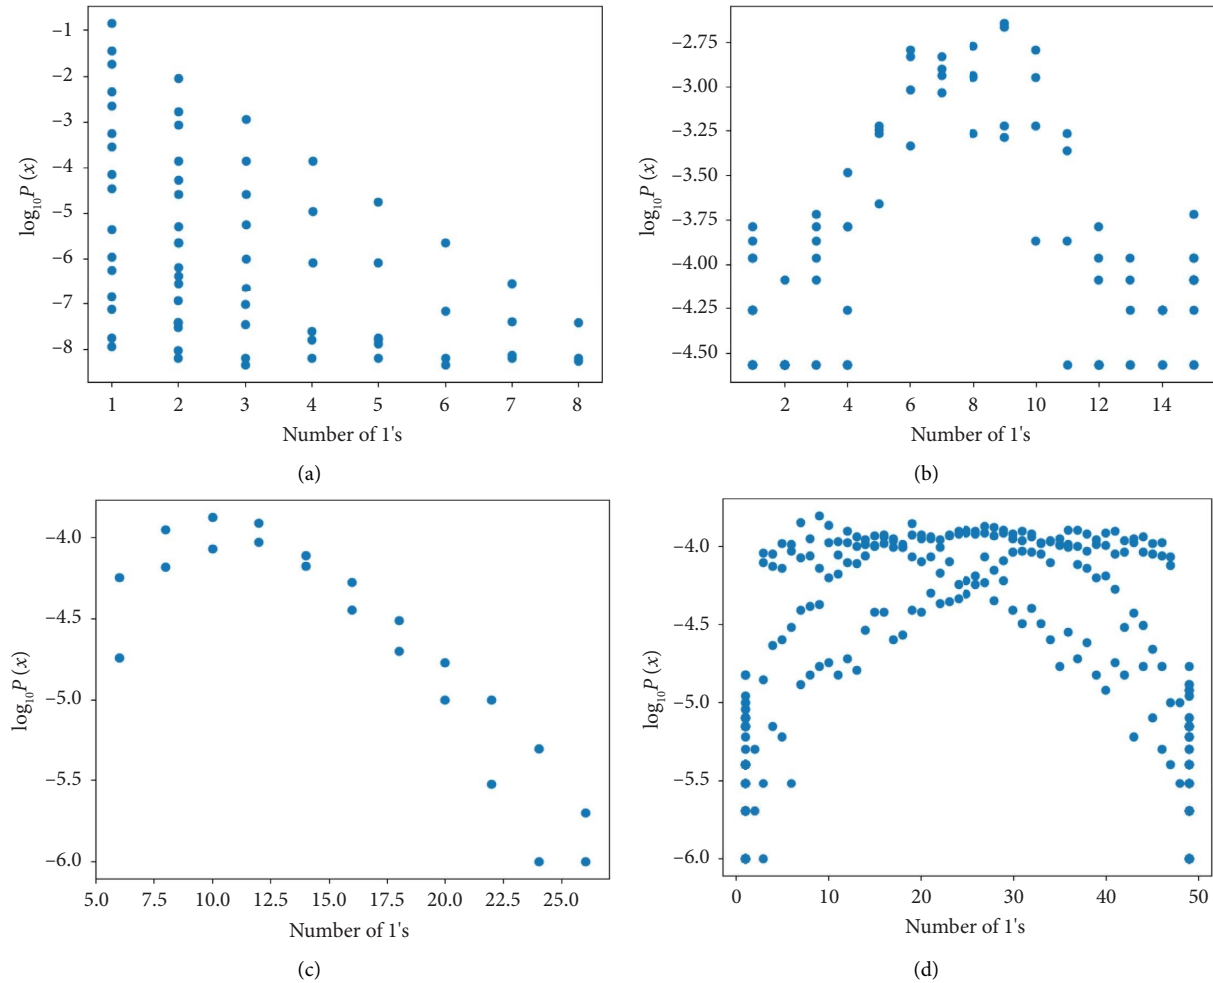 −1
−2
−3
−4
−5
−6
−7
−8
log₁₀P (x)
1 2 3 4 5 6 7 8
Number of 1's
(a)
−2.75
−3.00
−3.25
−3.50
−3.75
−4.00
−4.25
−4.50
log₁₀P (x)
2 4 6 8 10 12 14
Number of 1's
(b)
−4.0
−4.5
−5.0
−5.5
−6.0
log₁₀P (x)
5.0 7.5 10.0 12.5 15.0 17.5 20.0 22.5 25.0
Number of 1's
(c)
−4.0
−4.5
−5.0
−5.5
−6.0
log₁₀P (x)
0 10 20 30 40 50
Number of 1's
(d)